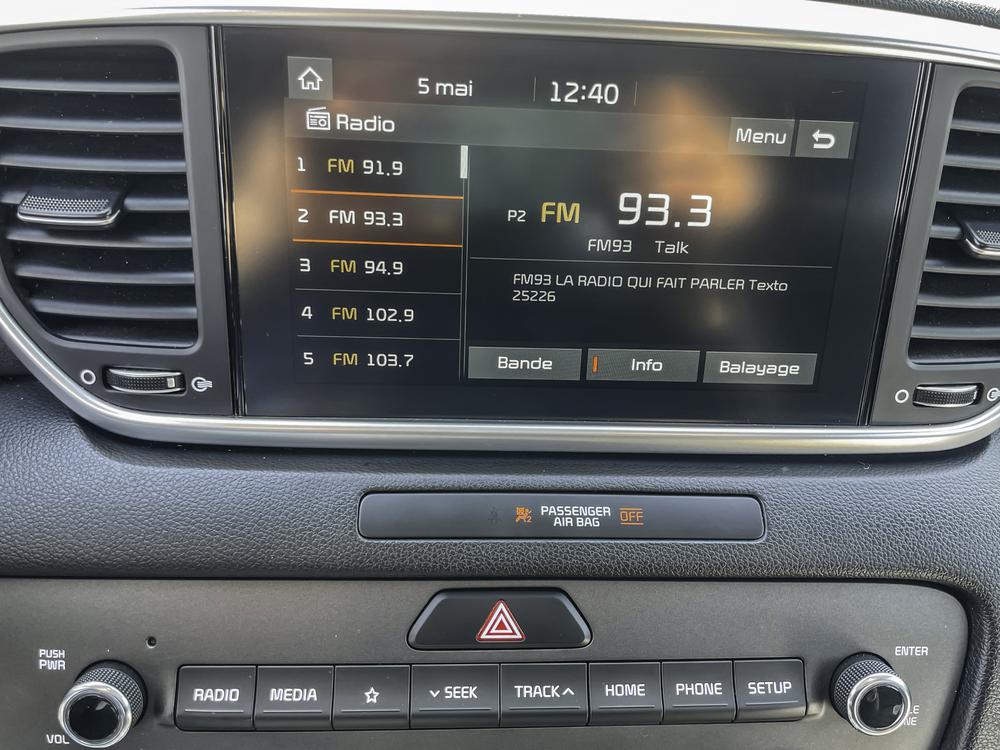 5 mai 12:40
Radio
Menu
1 FM 91.9
2 FM 93.3
3 FM 94.9
4 FM 102.9
5 FM 103.7
P2 FM 93.3
FM93 Talk
FM93 LA RADIO QUI FAIT PARLER Texto
25226
Bande Info Balayage
PASSENGER
AIR BAG
OFF
PUSH
PWR
VOL
RADIO MEDIA SEEK TRACK HOME PHONE SETUP
ENTER